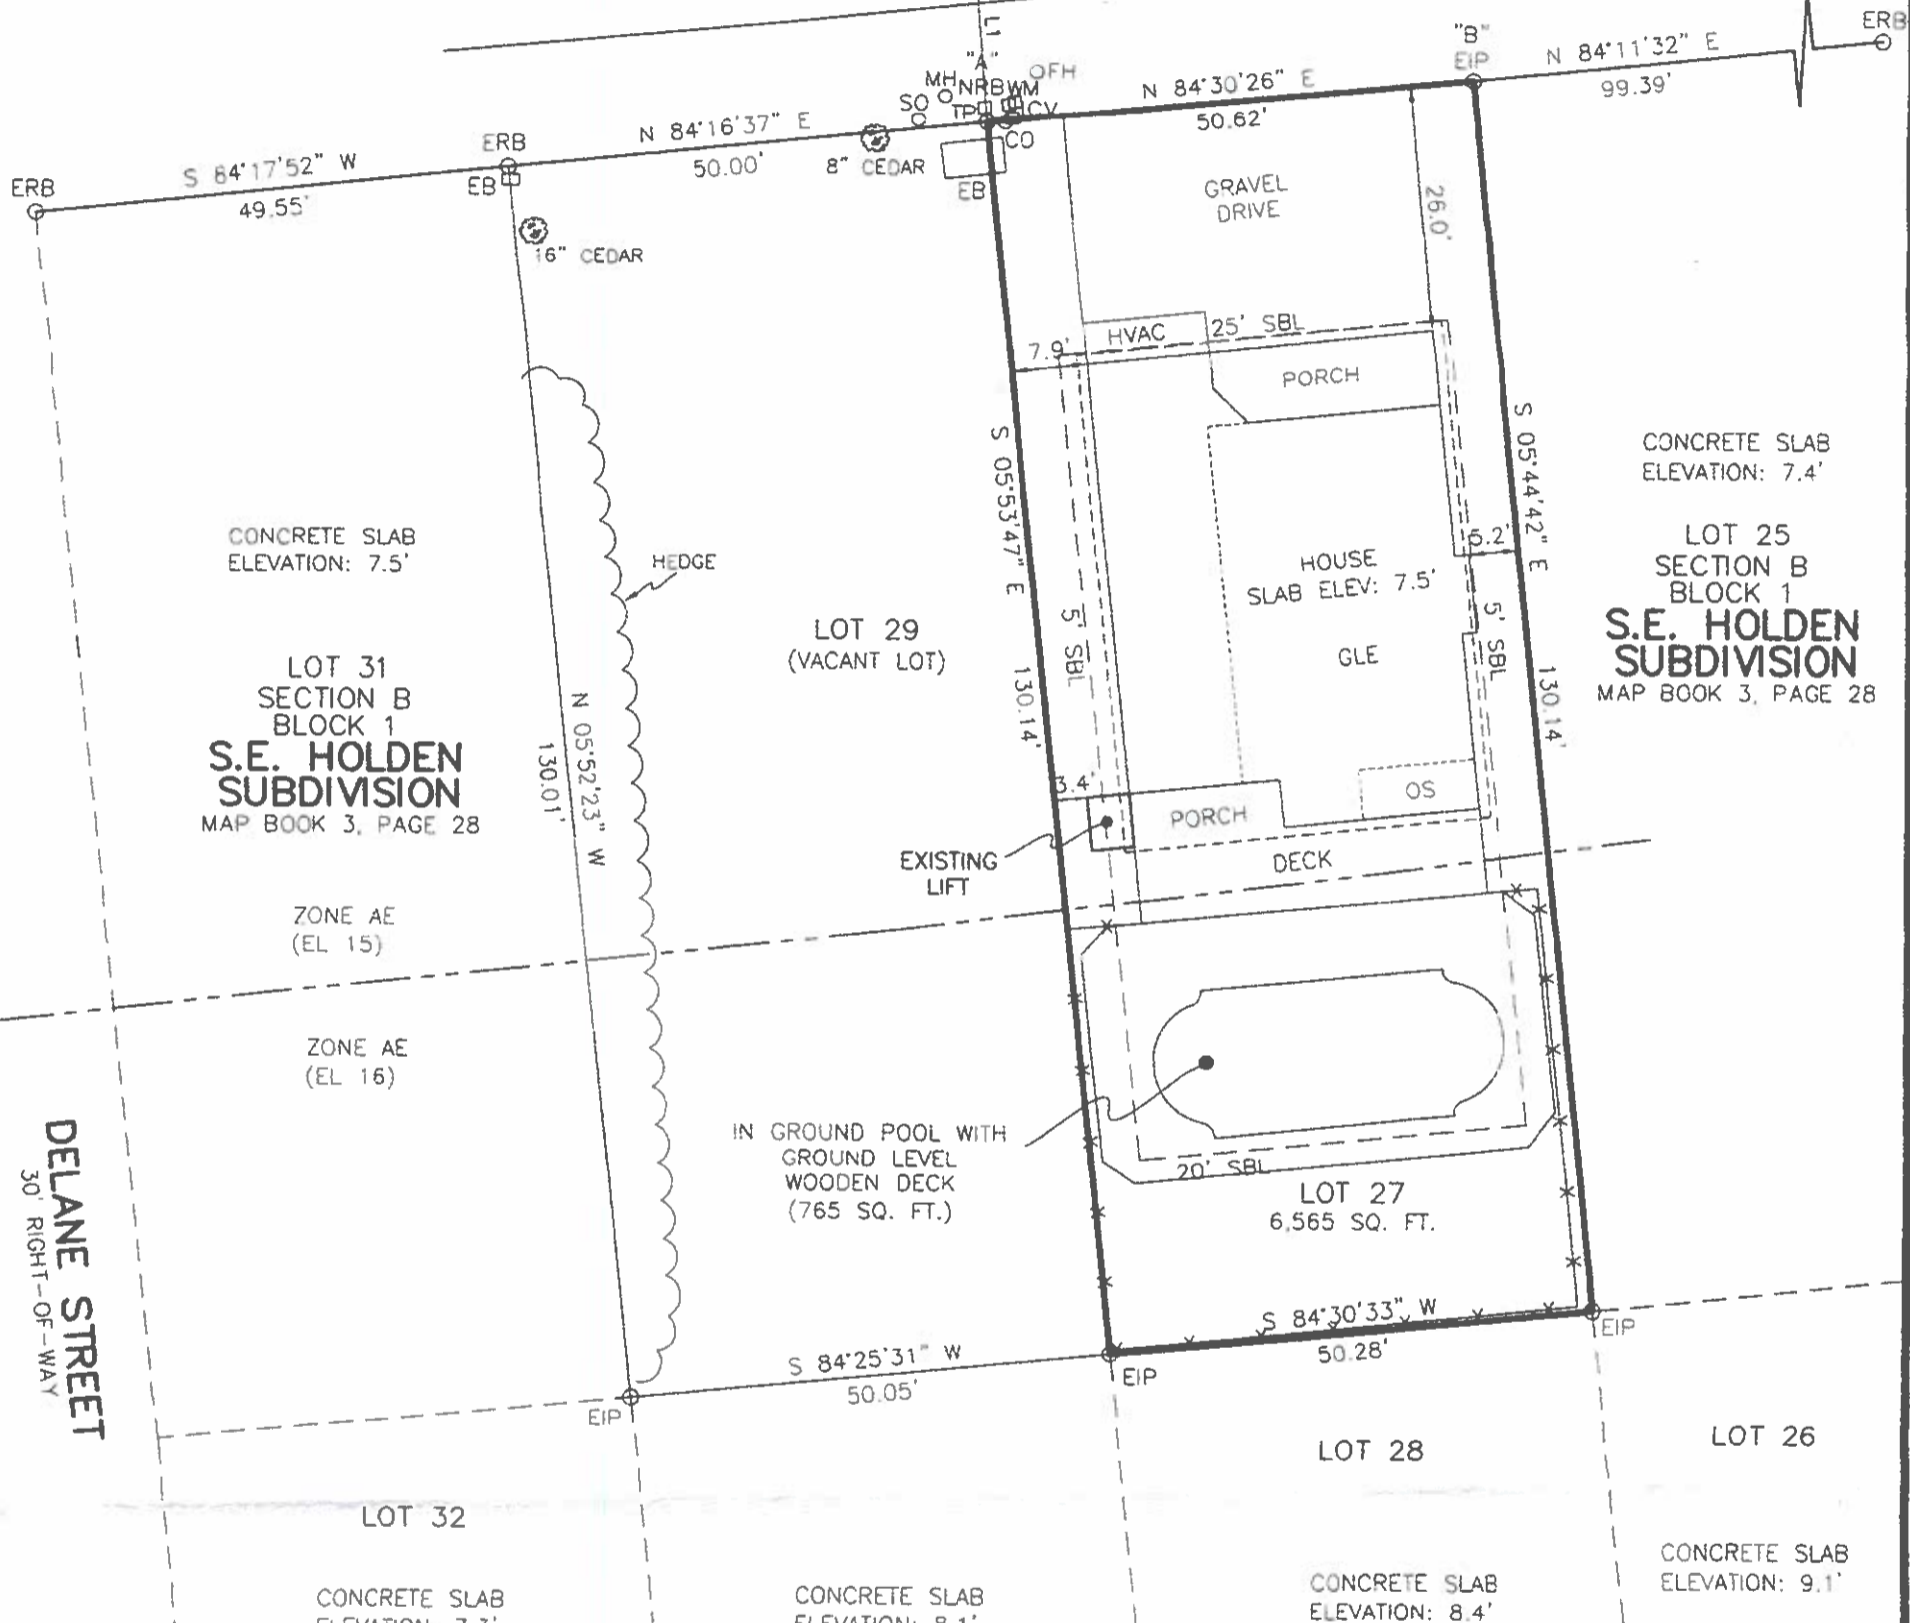 L1
"A"
"B"
ERB
OFH
MH
NRB
WM
SO
TP
CV
CO
EB
EIP
N 84°11'32" E
99.39'
N 84°30'26" E
50.62'
N 84°16'37" E
50.00'
8" CEDAR
ERB
EB
S 84°17'52" W
49.55'
ERB
16" CEDAR
GRAVEL
DRIVE
26.0'
HVAC
25' SBL
7.9'
PORCH
S 05°53'47" E
130.14'
S 05°44'42" E
130.14'
5' SBL
5' SBL
5.2'
HOUSE
SLAB ELEV: 7.5'
GLE
CONCRETE SLAB
ELEVATION: 7.4'
LOT 25
SECTION B
BLOCK 1
S.E. HOLDEN
SUBDIVISION
MAP BOOK 3, PAGE 28
CONCRETE SLAB
ELEVATION: 7.5'
HEDGE
LOT 29
(VACANT LOT)
LOT 31
SECTION B
BLOCK 1
S.E. HOLDEN
SUBDIVISION
MAP BOOK 3, PAGE 28
N 05°52'23" W
130.01'
3.4'
PORCH
OS
EXISTING
LIFT
DECK
ZONE AE
(EL 15)
ZONE AE
(EL 16)
IN GROUND POOL WITH
GROUND LEVEL
WOODEN DECK
(765 SQ. FT.)
20' SBL
LOT 27
6,565 SQ. FT.
DELANE STREET
30' RIGHT-OF-WAY
S 84°30'33" W
50.28'
EIP
EIP
S 84°25'31" W
50.05'
EIP
LOT 28
LOT 26
LOT 32
CONCRETE SLAB
ELEVATION: 7.3'
CONCRETE SLAB
ELEVATION: 8.1'
CONCRETE SLAB
ELEVATION: 8.4'
CONCRETE SLAB
ELEVATION: 9.1'